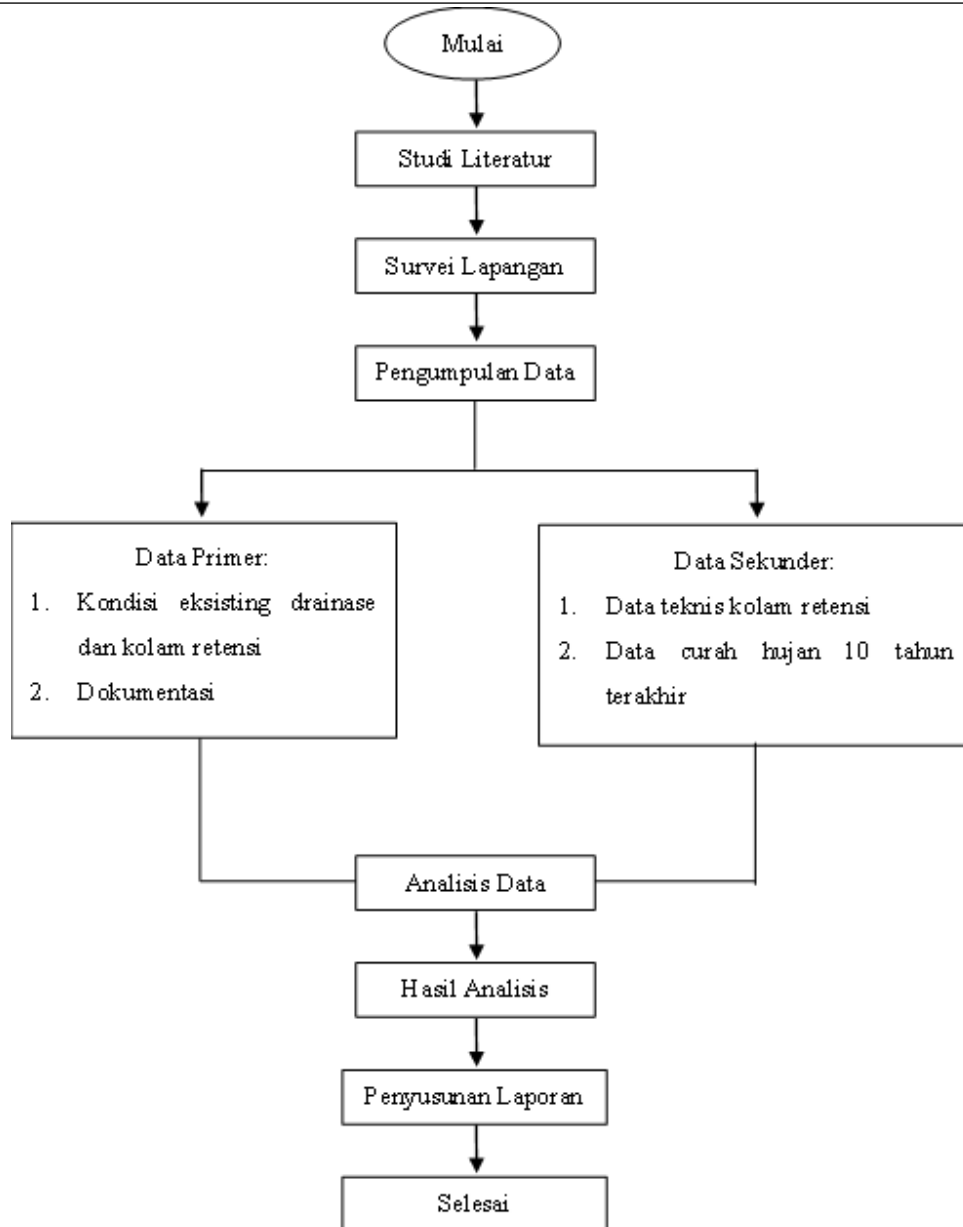 Mulai
Studi Literatur
Survei Lapangan
Pengumpulan Data
Data Primer:
1. Kondisi eksisting drainase
dan kolam retensi
2. Dokumentasi
Data Sekunder:
1. Data teknis kolam retensi
2. Data curah hujan 10 tahun
terakhir
Analisis Data
Hasil Analisis
Penyusunan Laporan
Selesai